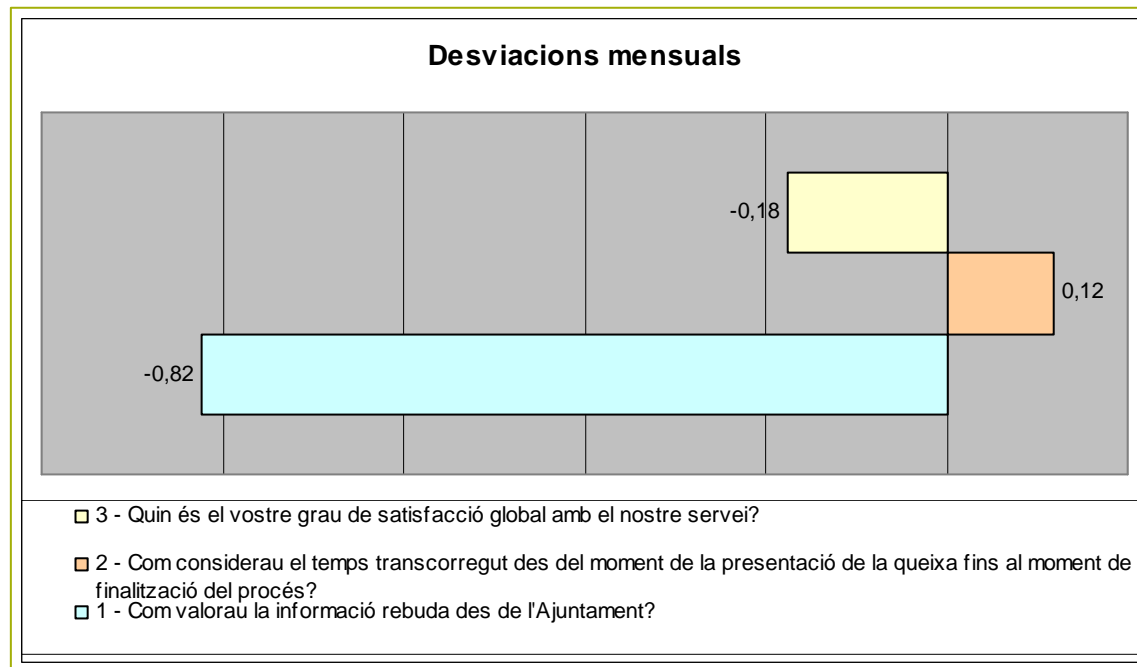 Desviacions mensuals
-0,18
0,12
-0,82
3 - Quin és el vostre grau de satisfacció global amb el nostre servei?
2 - Com considerau el temps transcorregut des del moment de la presentació de la queixa fins al moment de
finalització del procés?
1 - Com valorau la informació rebuda des de l'Ajuntament?